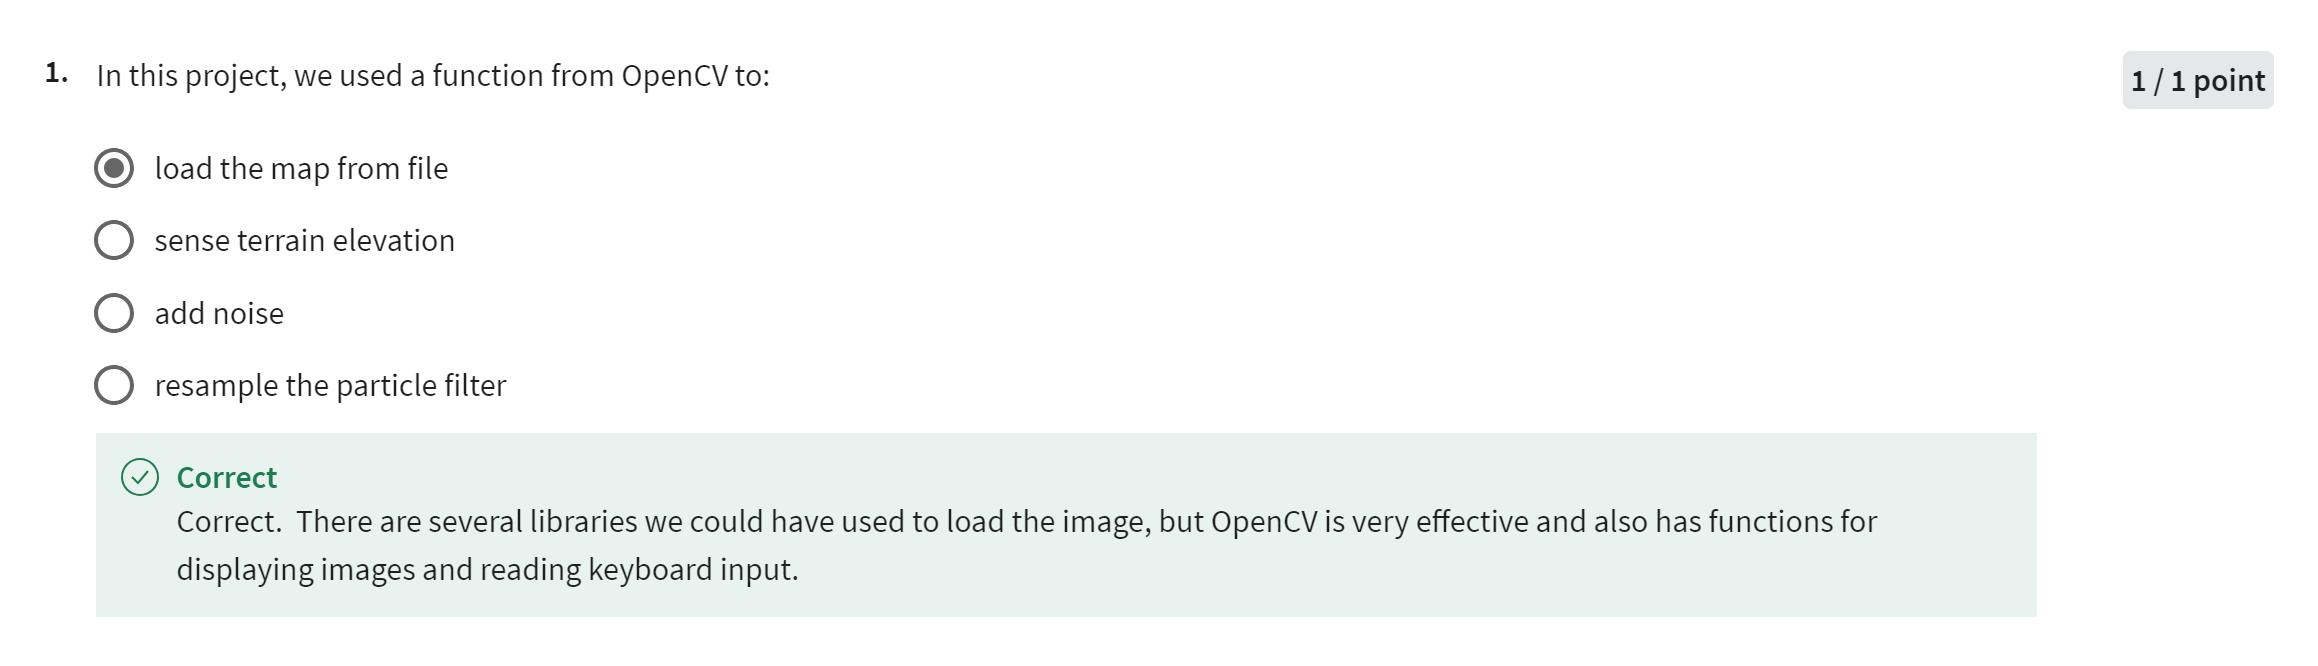 1. In this project, we used a function from OpenCV to:
1 / 1 point
load the map from file
sense terrain elevation
add noise
resample the particle filter
Correct
Correct.  There are several libraries we could have used to load the image, but OpenCV is very effective and also has functions for
displaying images and reading keyboard input.